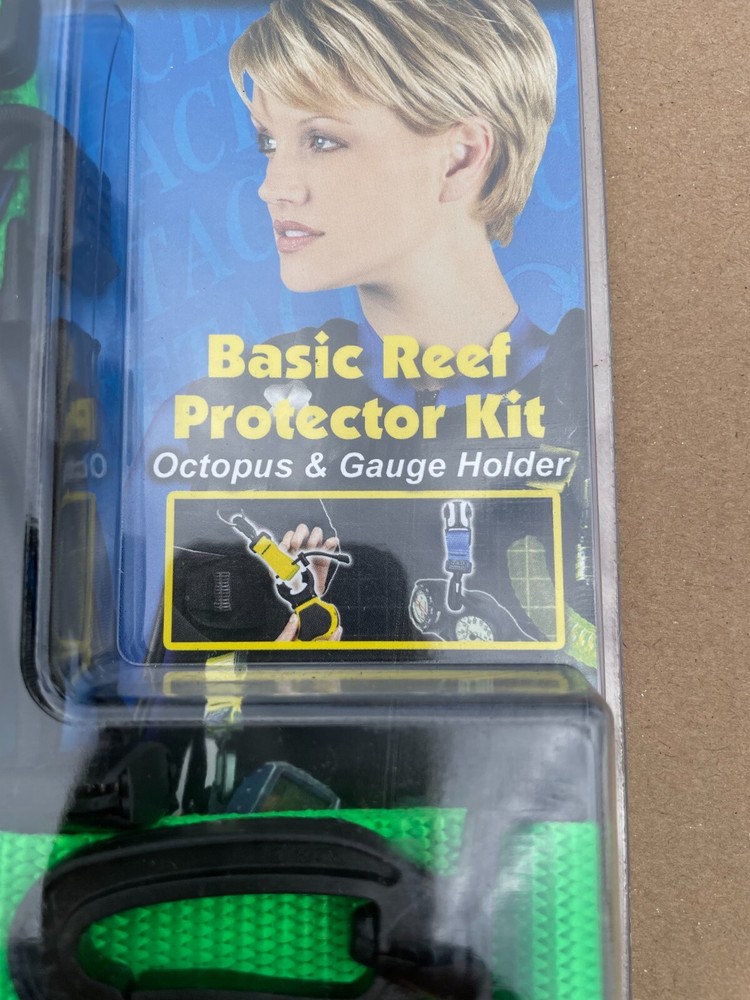 Basic Reef
Protector Kit
Octopus & Gauge Holder